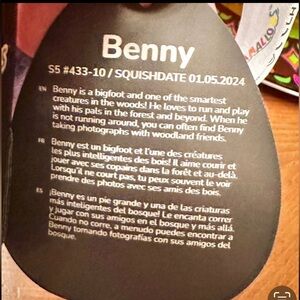 Benny
S5 #433-10 / SQUISHDATE 01.05.2024
EN Benny is a bigfoot and one of the smartest
creatures in the woods! He loves to run and play
with his pals in the forest and beyond. When he
is not running around, you can often find Benny
taking photographs with woodland friends.
FR Benny est un bigfoot et l'une des créatures
les plus intelligentes des bois! Il aime courir et
jouer avec ses copains dans la forêt et au-delà.
Lorsqu'il ne court pas, tu peux souvent le voir
prendre des photos avec ses amis des bois.
ES ¡Benny es un pie grande y una de las criaturas
más inteligentes del bosque! Le encanta correr
y jugar con sus amigos en el bosque y más allá.
Cuando no corre, a menudo puedes encontrar a
Benny tomando fotografías con sus amigos del
bosque.
MALLOS